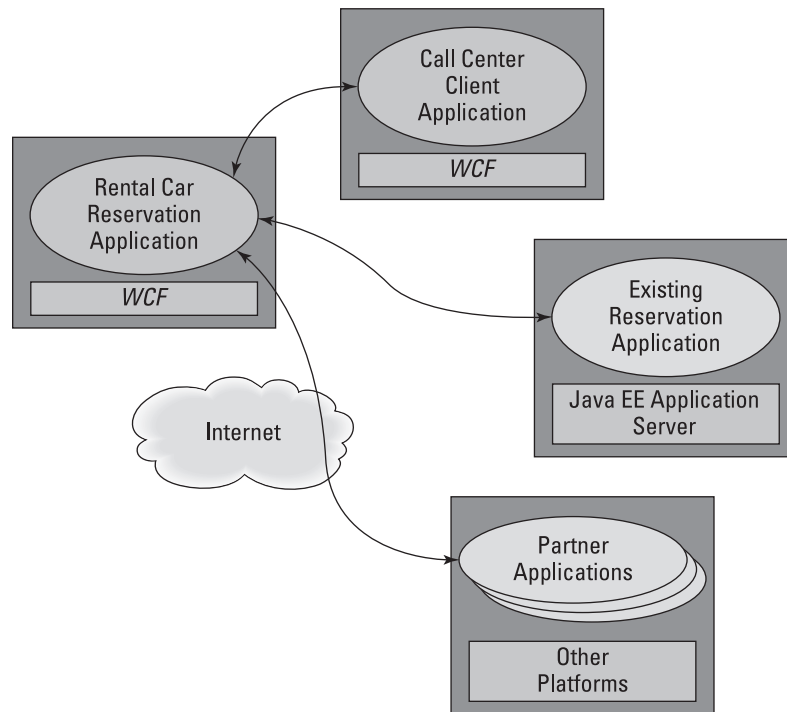 Call Center
Client
Application
WCF
Rental Car
Reservation
Application
WCF
Existing
Reservation
Application
Java EE Application
Server
Internet
Partner
Applications
Other
Platforms